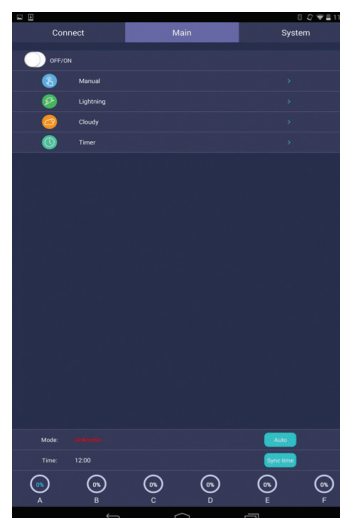 Connect Main System
OFF/ON
Manual
Lightning
Cloudy
Timer
Mode: Auto
Time: 12:00 Sync time
0% 0% 0% 0% 0% 0%
A B C D E F